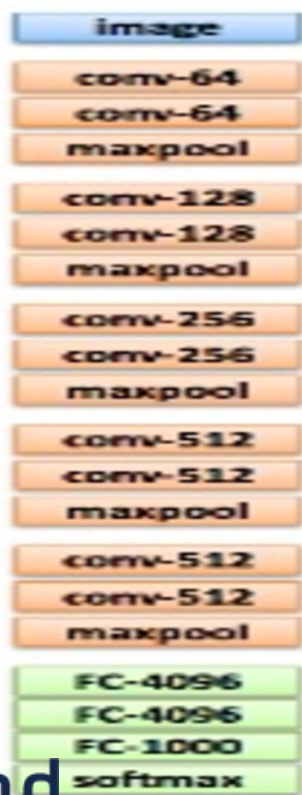 image
conv-64
conv-64
maxpool
conv-128
conv-128
maxpool
conv-256
conv-256
maxpool
conv-512
conv-512
maxpool
conv-512
conv-512
maxpool
FC-4096
FC-4096
FC-1000
softmax